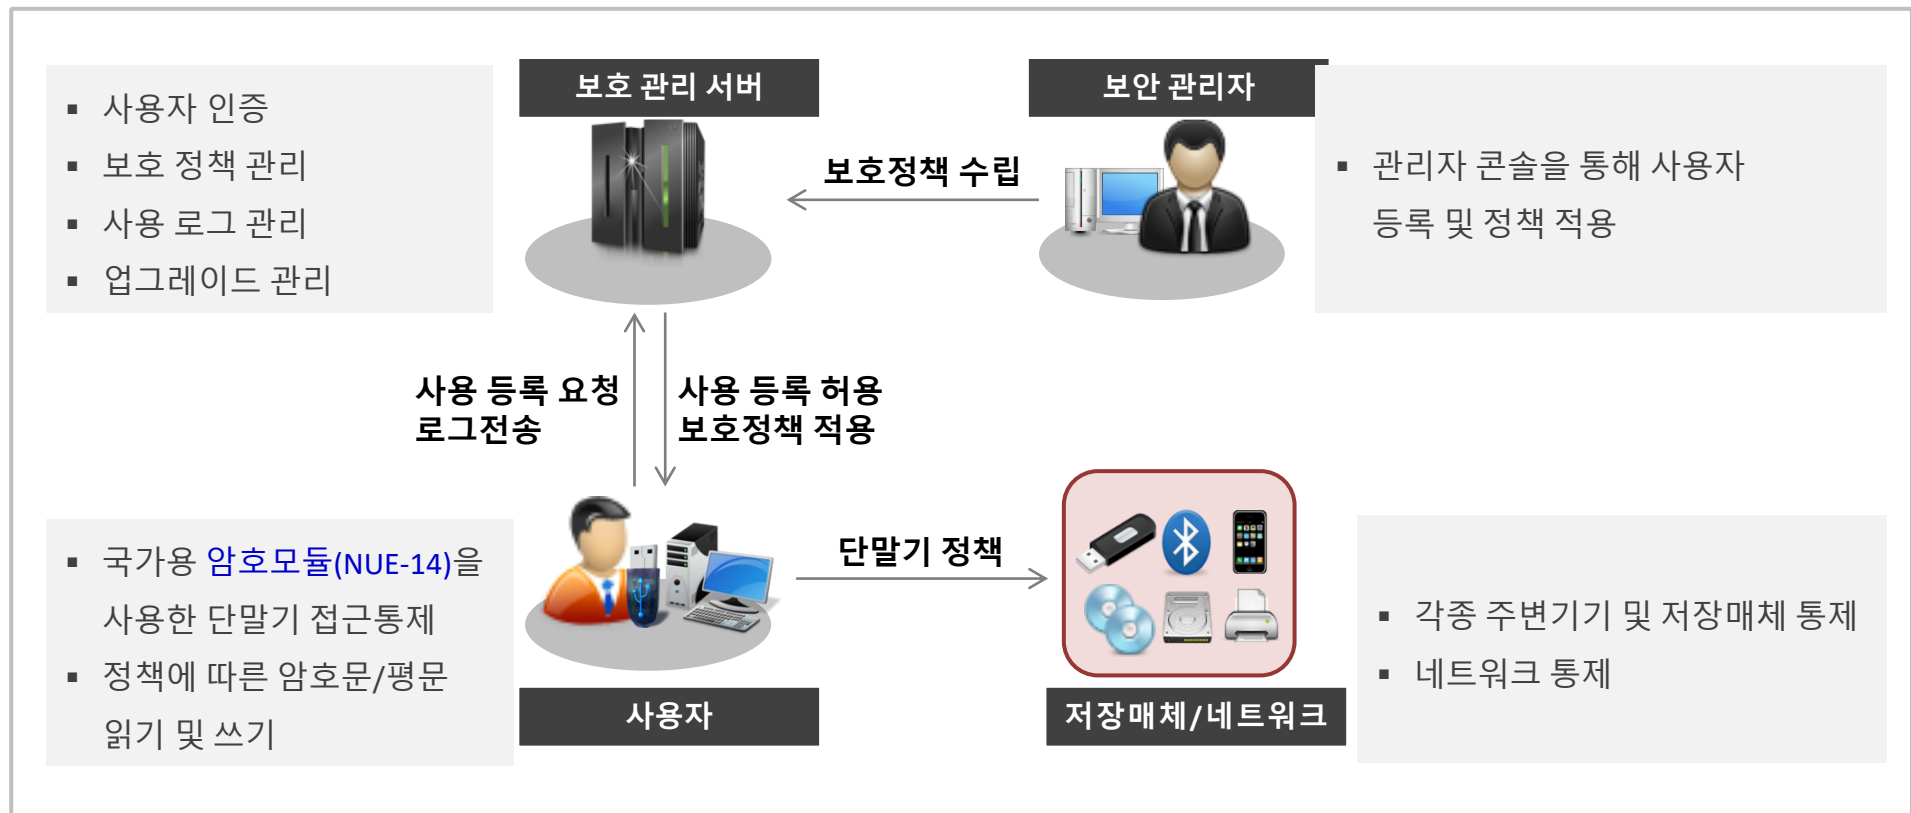 보호 관리 서버
보안 관리자
▪ 사용자 인증
▪ 보호 정책 관리
▪ 사용 로그 관리
▪ 업그레이드 관리
보호정책 수립
▪ 관리자 콘솔을 통해 사용자
등록 및 정책 적용
사용 등록 요청
로그전송
사용 등록 허용
보호정책 적용
▪ 국가용 암호모듈(NUE-14)을
사용한 단말기 접근통제
▪ 정책에 따른 암호문/평문
읽기 및 쓰기
단말기 정책
▪ 각종 주변기기 및 저장매체 통제
▪ 네트워크 통제
사용자
저장매체/네트워크